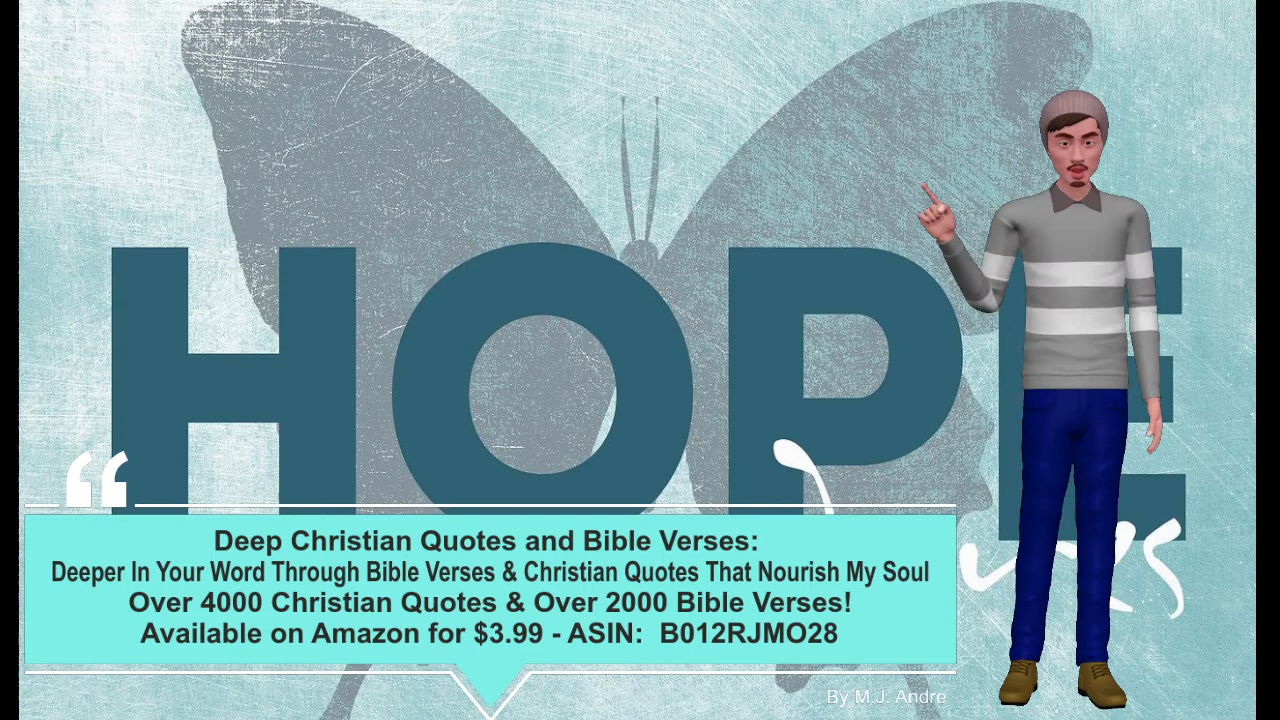 HOPE
“
Deep Christian Quotes and Bible Verses:
Deeper In Your Word Through Bible Verses & Christian Quotes That Nourish My Soul
Over 4000 Christian Quotes & Over 2000 Bible Verses!
Available on Amazon for $3.99 - ASIN: B012RJMO28
By M.J. Andre